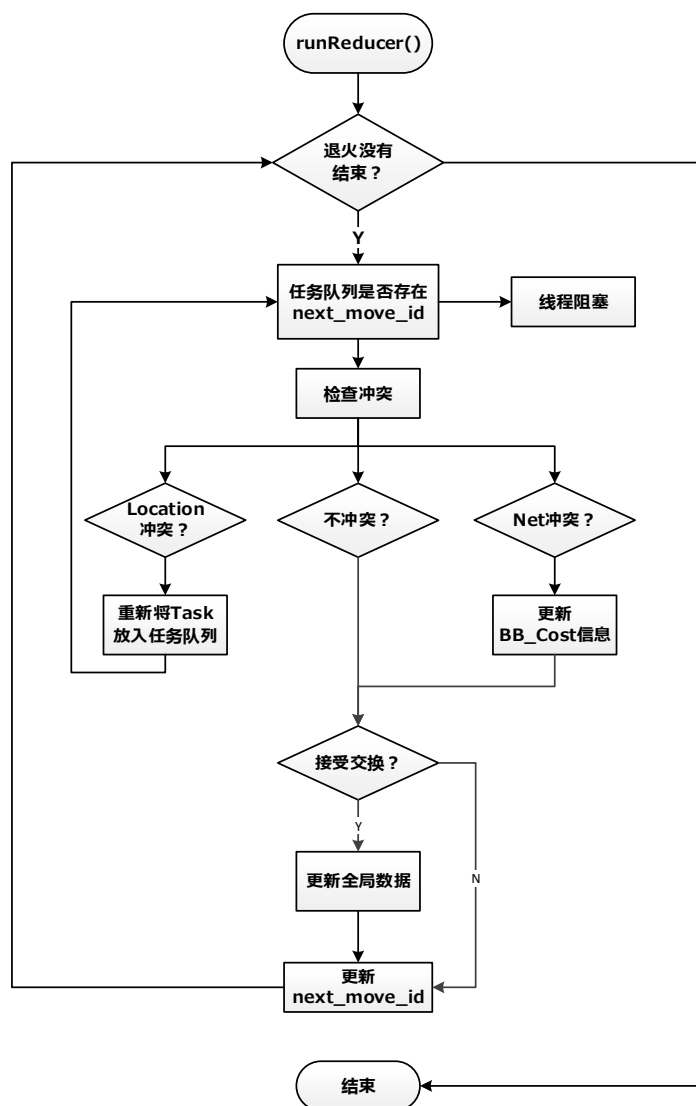 runReducer()
退火没有
结束？
Y
任务队列是否存在
next_move_id
线程阻塞
检查冲突
Location
冲突？
不冲突？
Net冲突？
重新将Task
放入任务队列
更新
BB_Cost信息
接受交换？
Y
N
更新全局数据
更新
next_move_id
结束